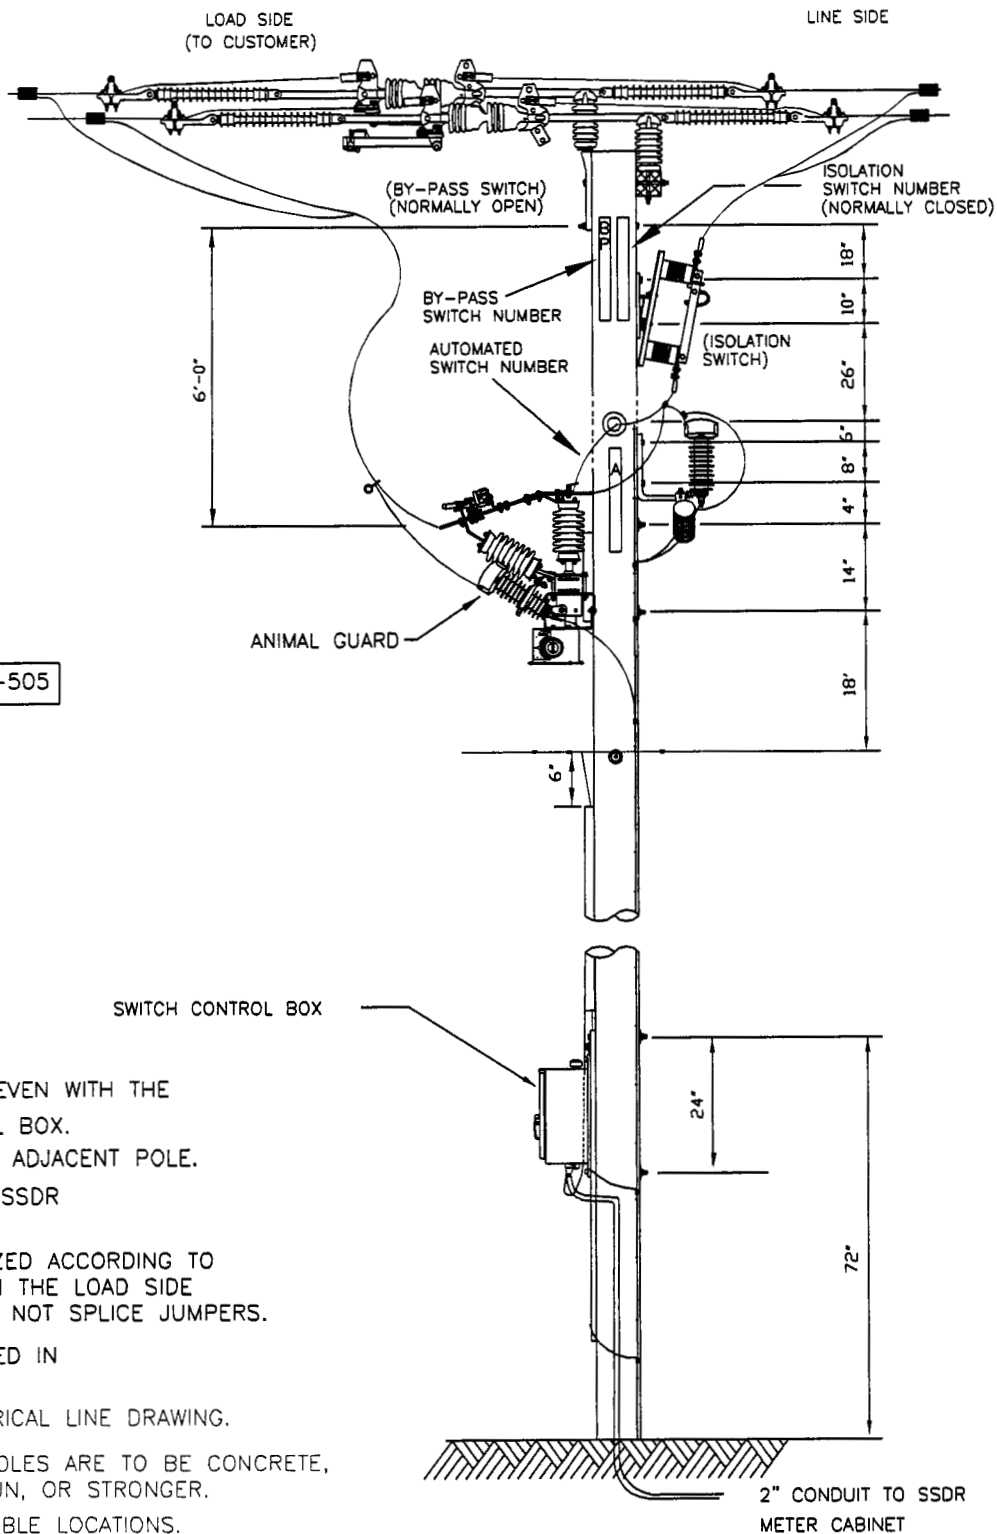 LOAD SIDE
(TO CUSTOMER)
LINE SIDE
(BY-PASS SWITCH)
(NORMALLY OPEN)
ISOLATION
SWITCH NUMBER
(NORMALLY CLOSED)
B
P
18"
BY-PASS
SWITCH NUMBER
10"
(ISOLATION
SWITCH)
AUTOMATED
SWITCH NUMBER
6'-0"
26"
6"
A
8"
4"
14"
ANIMAL GUARD
-505
18'
6"
SWITCH CONTROL BOX
EVEN WITH THE
BOX.
ADJACENT POLE.
SSDR
24"
ZED ACCORDING TO
THE LOAD SIDE
NOT SPLICE JUMPERS.
72"
ED IN
RICAL LINE DRAWING.
OLES ARE TO BE CONCRETE,
UN, OR STRONGER.
BLE LOCATIONS.
2" CONDUIT TO SSDR
METER CABINET